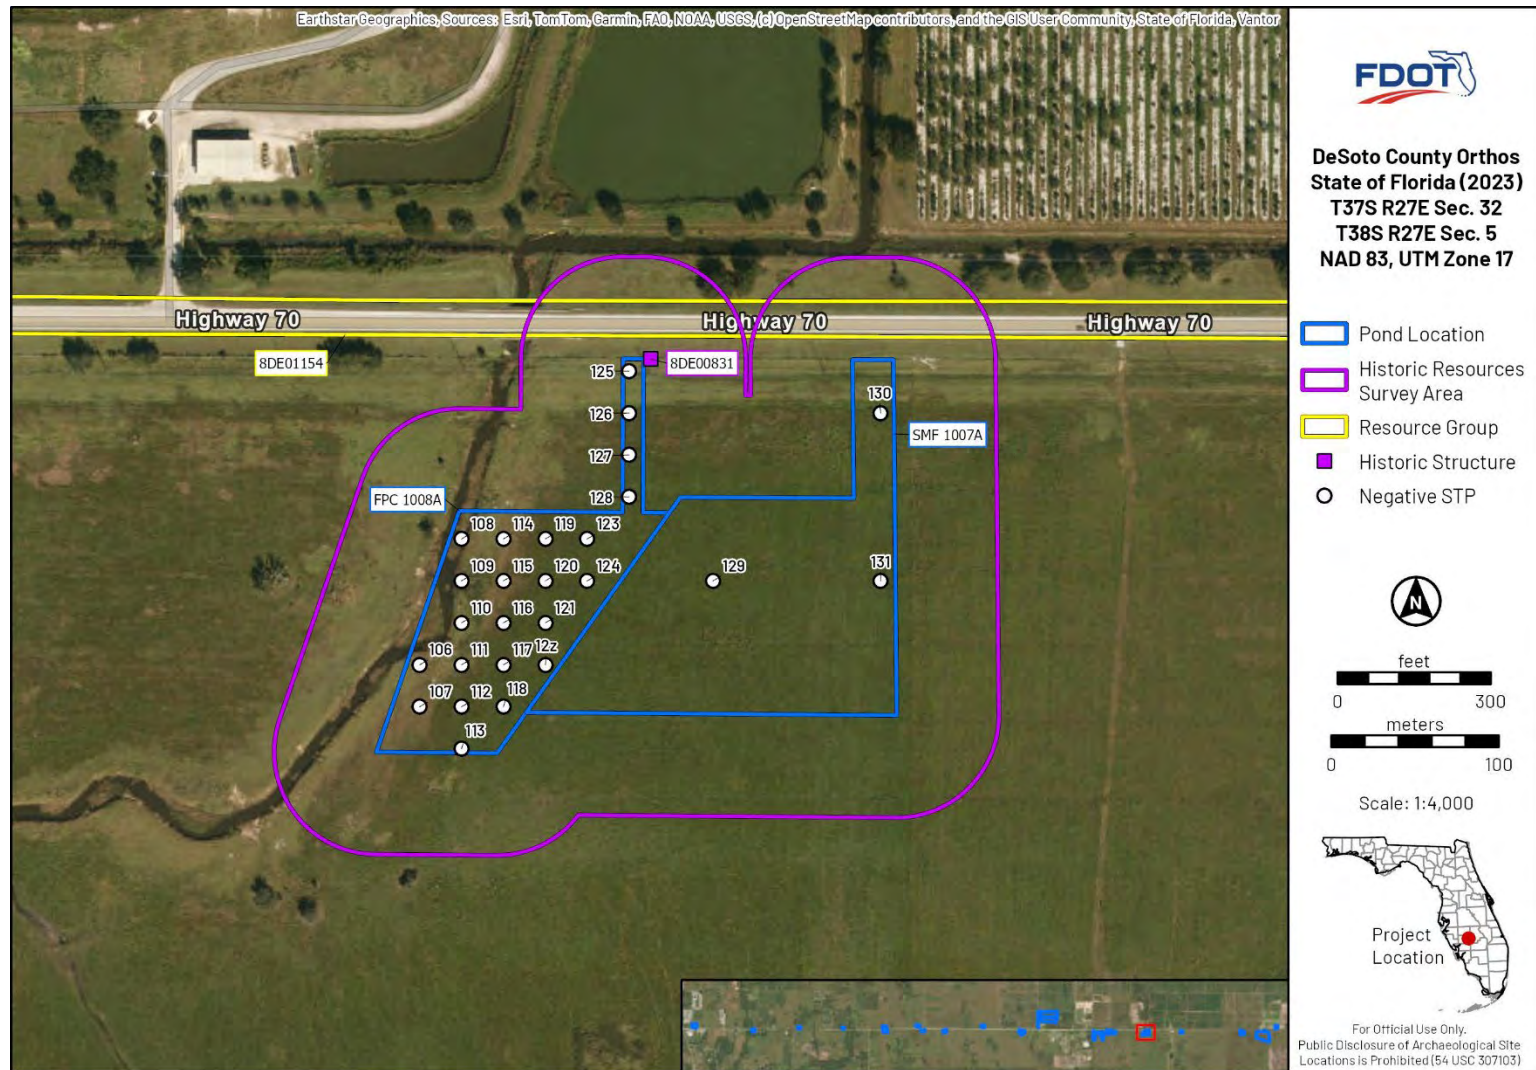 Earthstar Geographics, Sources: Esri, TomTom, Garmin, FAO, NOAA, USGS, (c) OpenStreetMap contributors, and the GIS User Community, State of Florida, Vantor
Highway 70
Highway 70
Highway 70
8DE01154
8DE00831
125
126
127
128
130
SMF 1007A
FPC 1008A
108
114
119
123
109
115
120
124
129
131
110
116
121
106
111
117
12z
107
112
118
113
FDOT
DeSoto County Orthos
State of Florida (2023)
T37S R27E Sec. 32
T38S R27E Sec. 5
NAD 83, UTM Zone 17
Pond Location
Historic Resources
Survey Area
Resource Group
Historic Structure
Negative STP
N
feet
0 300
meters
0 100
Scale: 1:4,000
Project
Location
For Official Use Only.
Public Disclosure of Archaeological Site
Locations is Prohibited (54 USC 307103)